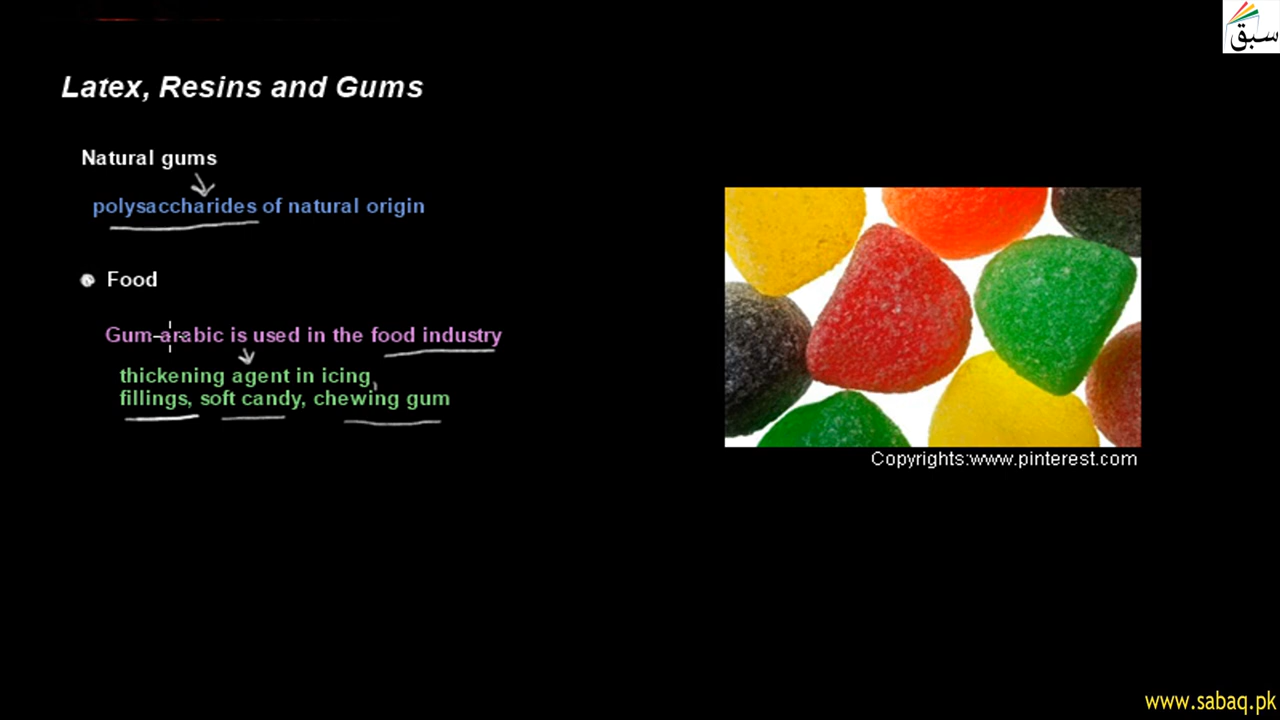 سبق
Latex, Resins and Gums
Natural gums
polysaccharides of natural origin
Food
Gum arabic is used in the food industry
thickening agent in icing,
fillings, soft candy, chewing gum
Copyrights:www.pinterest.com
www.sabaq.pk